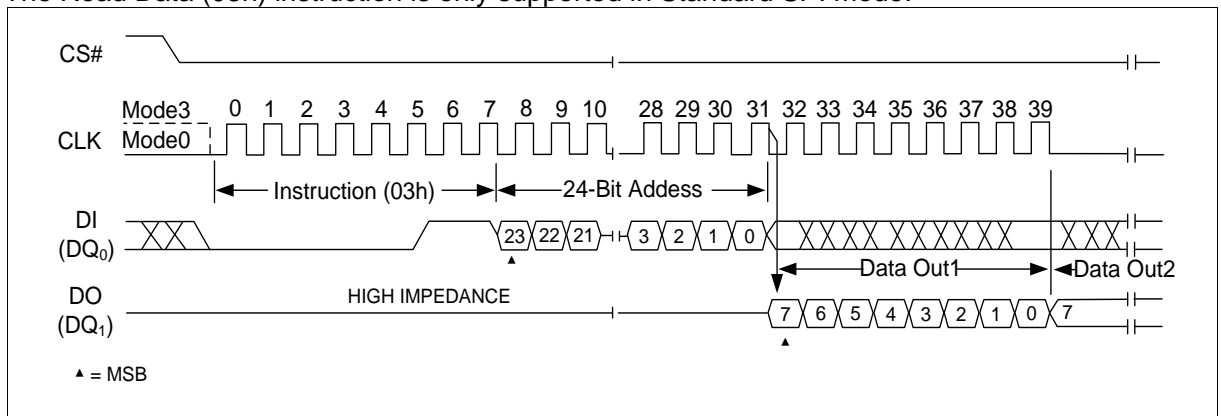 The Read Data (03h) instruction is only supported in Standard SPI mode.
CS#
Mode3 0 1 2 3 4 5 6 7 8 9 10 28 29 30 31 32 33 34 35 36 37 38 39
CLK Mode0
Instruction (03h) 24-Bit Addess
DI
(DQ0) 23 22 21 3 2 1 0
Data Out1 Data Out2
DO HIGH IMPEDANCE
(DQ1) 7 6 5 4 3 2 1 0 7
▲ = MSB